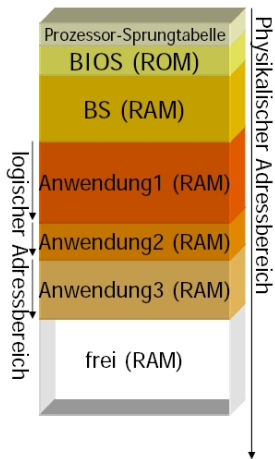 Prozessor-Sprungtabelle
BIOS (ROM)
BS (RAM)
Anwendung1 (RAM)
Anwendung2 (RAM)
Anwendung3 (RAM)
frei (RAM)
logischer Adressbereich
Physikalischer Adressbereich